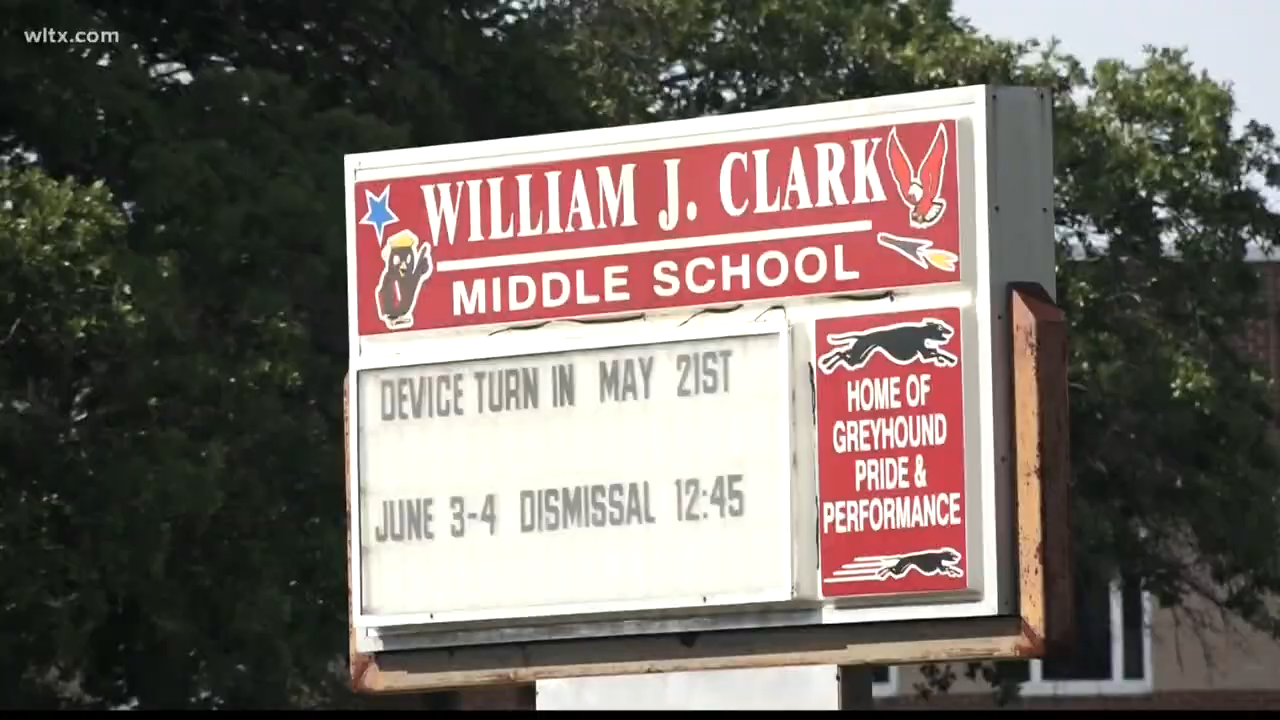 wltx.com
WILLIAM J. CLARK
MIDDLE SCHOOL
DEVICE TURN IN MAY 21ST
JUNE 3-4 DISMISSAL 12:45
HOME OF
GREYHOUND
PRIDE &
PERFORMANCE